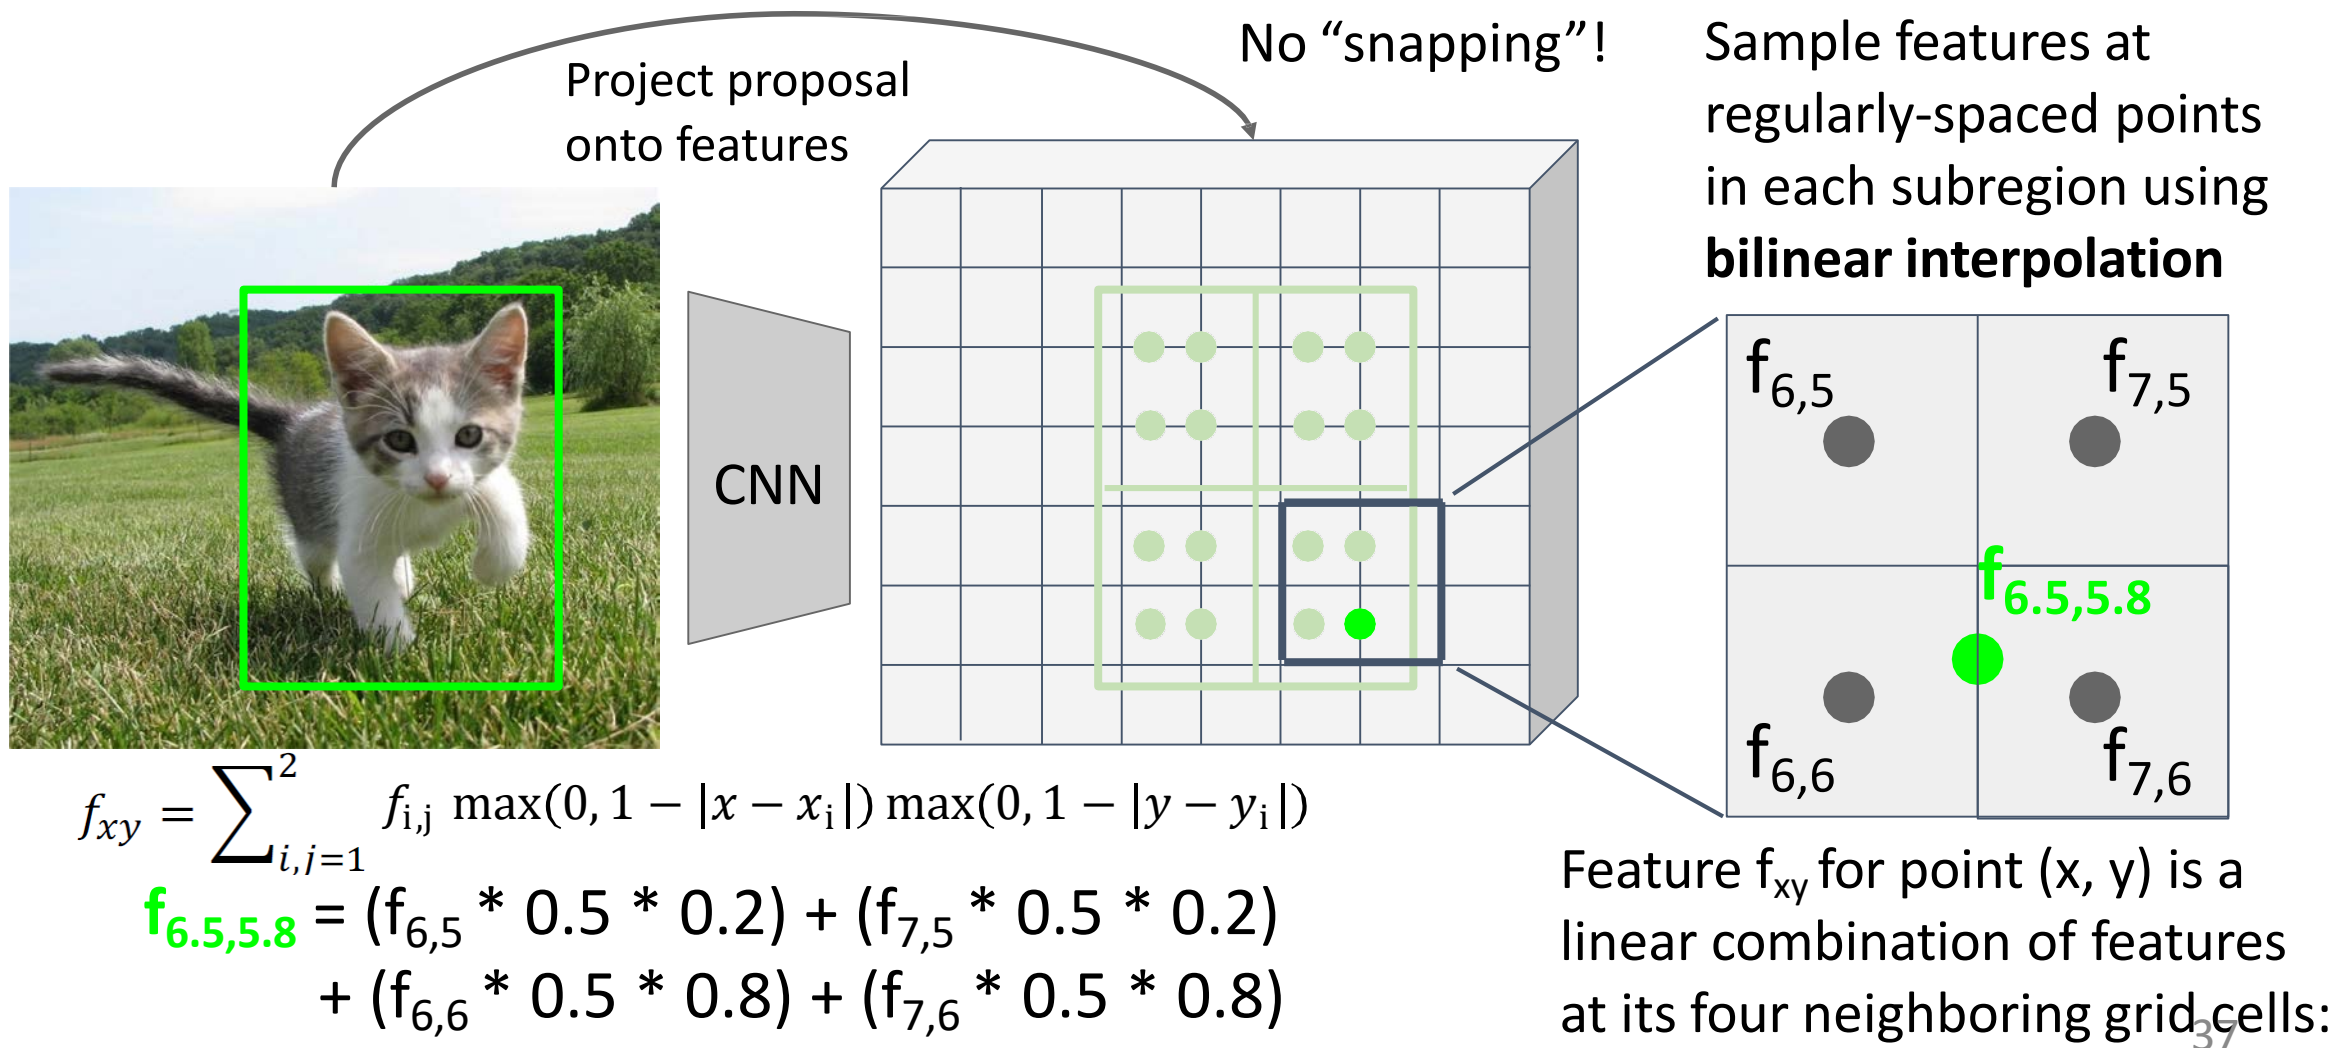 Project proposal
onto features
No “snapping”!
Sample features at
regularly-spaced points
in each subregion using
bilinear interpolation
CNN
f6,5
f7,5
f6.5,5.8
f6,6
f7,6
fxy = ∑²i,j=1 fi,j max(0, 1 − |x − xi|) max(0, 1 − |y − yi|)
f6.5,5.8 = (f6,5 * 0.5 * 0.2) + (f7,5 * 0.5 * 0.2)
+ (f6,6 * 0.5 * 0.8) + (f7,6 * 0.5 * 0.8)
Feature fxy for point (x, y) is a
linear combination of features
at its four neighboring grid cells:
37